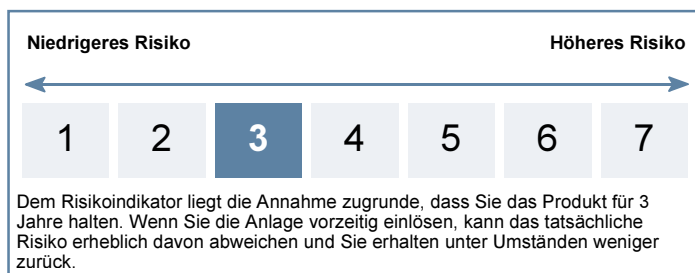 Niedrigeres Risiko Höheres Risiko
1 2 3 4 5 6 7
Dem Risikoindikator liegt die Annahme zugrunde, dass Sie das Produkt für 3
Jahre halten. Wenn Sie die Anlage vorzeitig einlösen, kann das tatsächliche
Risiko erheblich davon abweichen und Sie erhalten unter Umständen weniger
zurück.